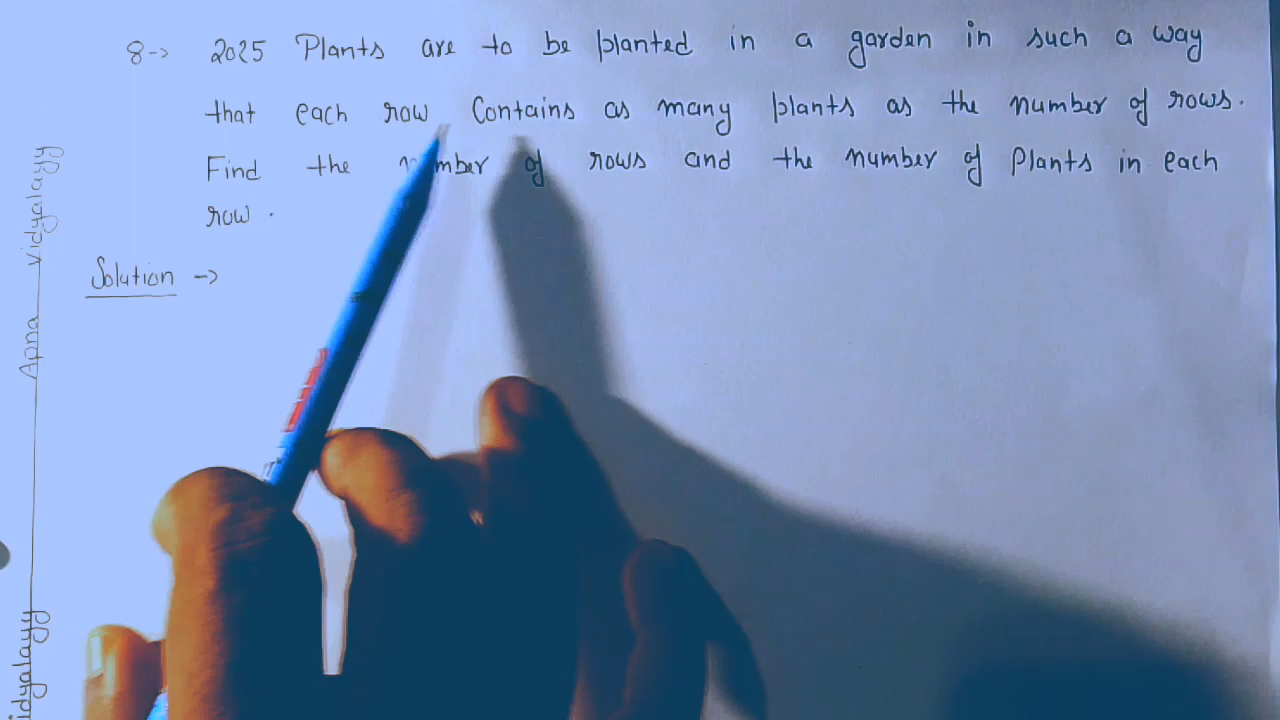 8-> 2025 Plants are to be planted in a garden in such a way
that each row Contains as many plants as the number of rows.
Find the number of rows and the number of Plants in each
row.
Solution ->
Apna Vidyalayy
idyalayy